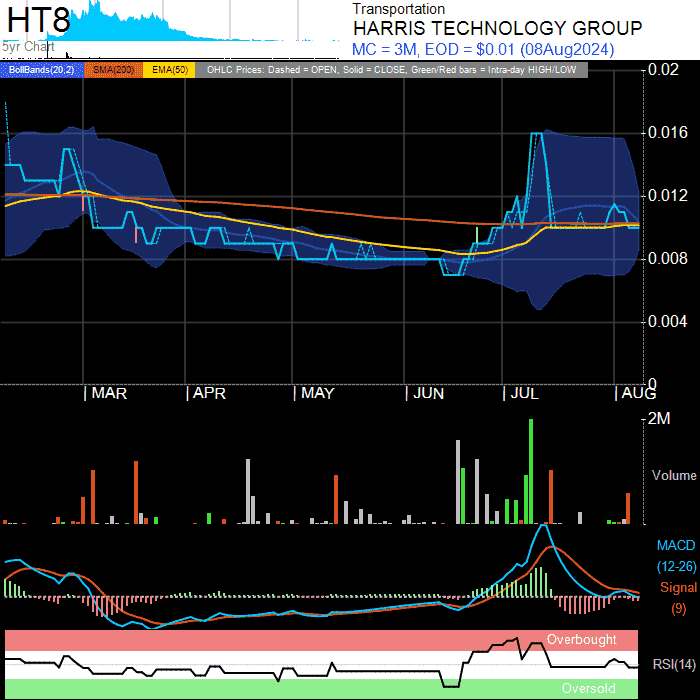 HT8
5yr Chart
Transportation
HARRIS TECHNOLOGY GROUP
MC = 3M, EOD = $0.01 (08Aug2024)
BollBands(20,2) SMA(200) EMA(50) OHLC Prices: Dashed = OPEN, Solid = CLOSE, Green/Red bars = Intra-day HIGH/LOW
0.02
0.016
0.012
0.008
0.004
0
| MAR | APR | MAY | JUN | JUL | AUG
2M
Volume
MACD
(12-26)
Signal
(9)
Overbought
RSI(14)
Oversold